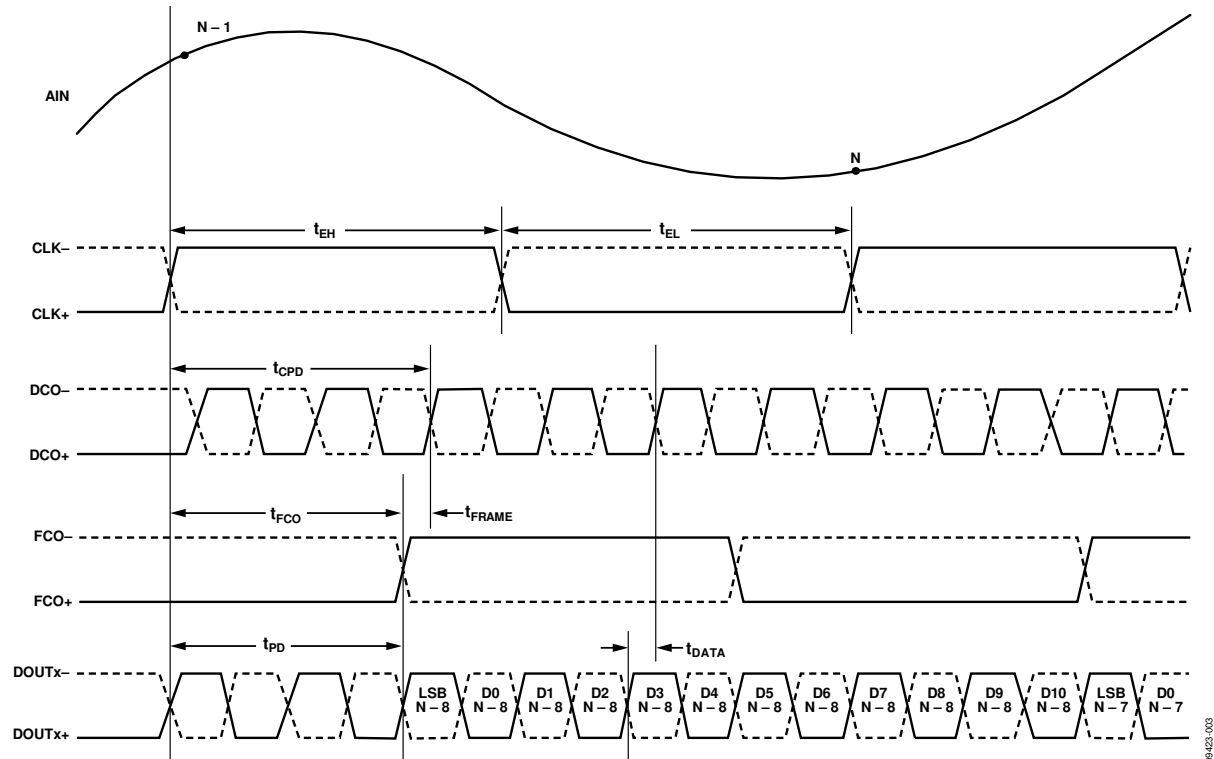 N – 1
AIN
N
tEH
tEL
CLK–
CLK+
tCPD
DCO–
DCO+
tFCO
tFRAME
FCO–
FCO+
tPD
tDATA
DOUTx–
DOUTx+
LSB N – 8
D0 N – 8
D1 N – 8
D2 N – 8
D3 N – 8
D4 N – 8
D5 N – 8
D6 N – 8
D7 N – 8
D8 N – 8
D9 N – 8
D10 N – 8
LSB N – 7
D0 N – 7
09423-003